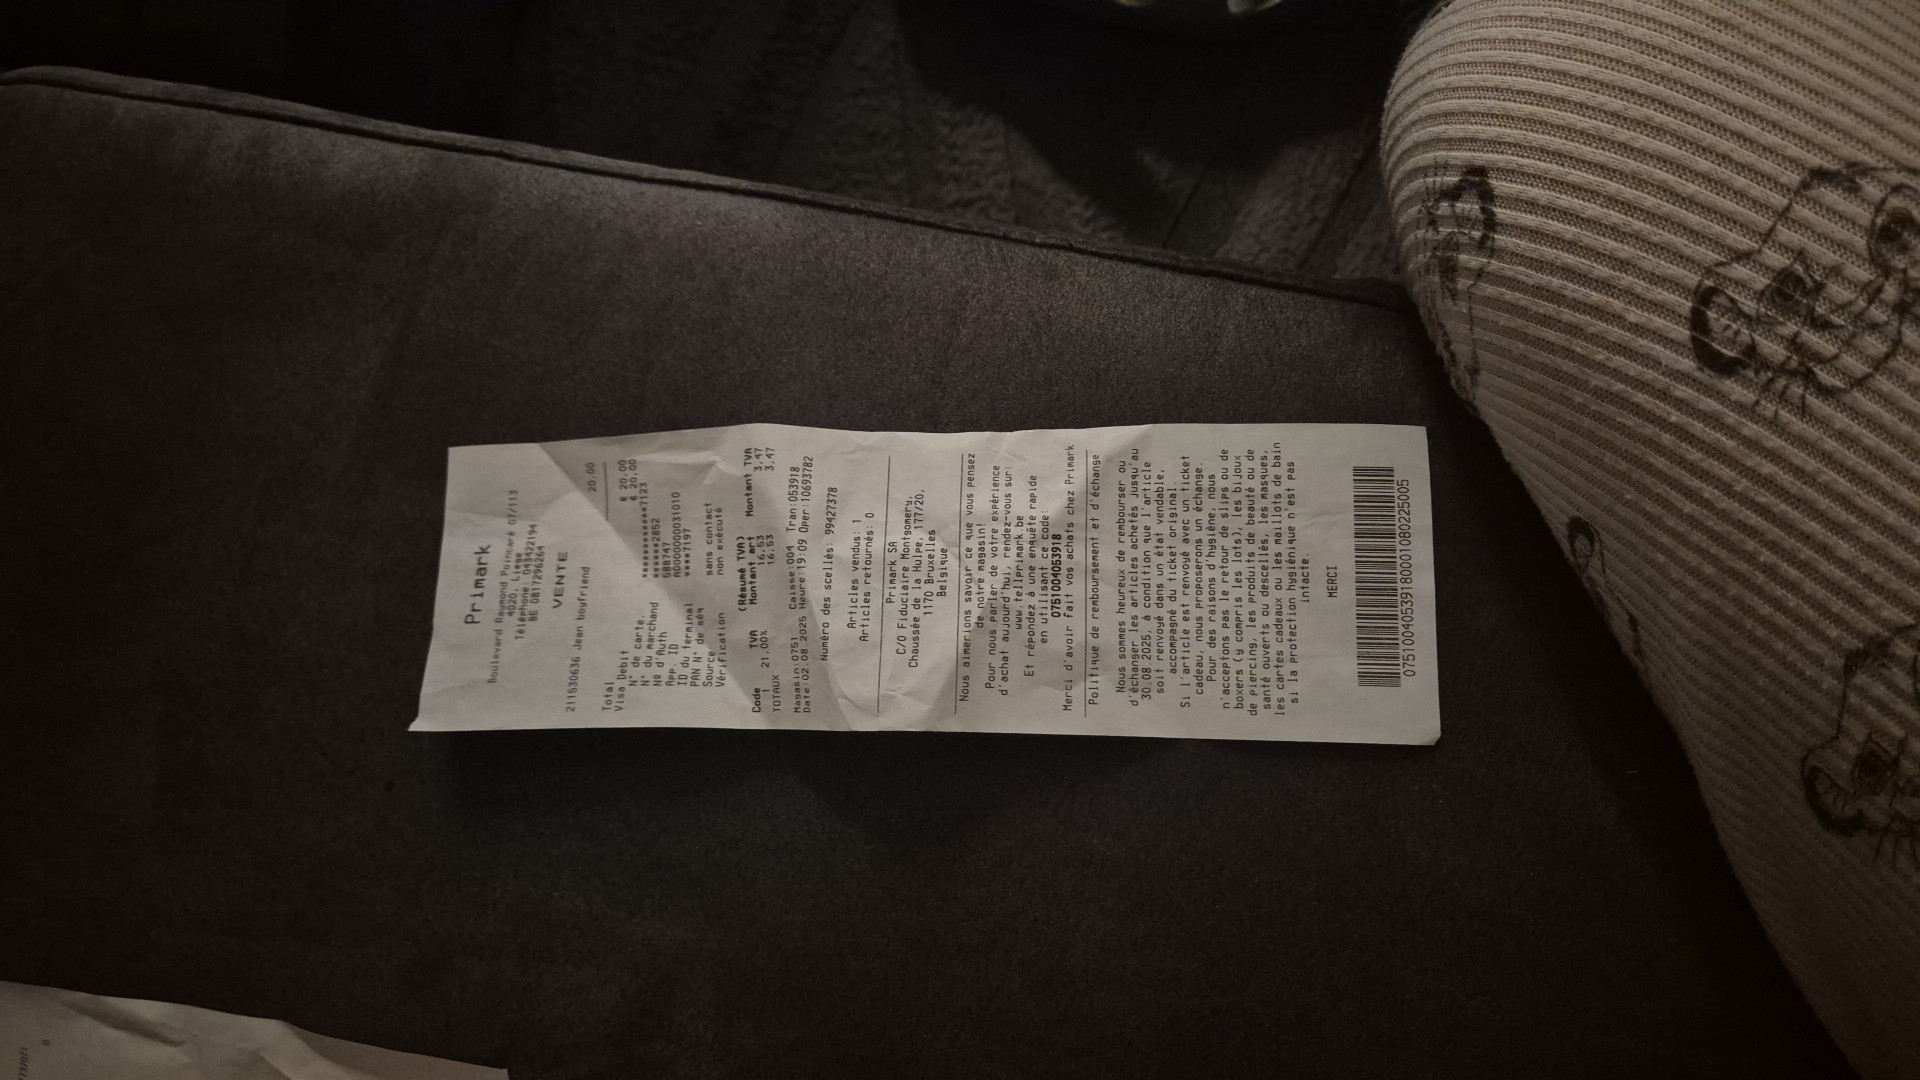 Primark
Boulevard Raymond Poincaré 07/113
4020, Liege
Téléphone: 043422194
BE 0817296264
VENTE
211530636 Jean boyfriend 20,00
Total € 20,00
Visa Debit € 20,00
N° de carte. ************7123
N° du marchand ******2852
Nº d'Auth 688747
App. ID A0000000031010
ID du terminal ****7197
PAN N° de séq
Source sans contact
Vérification non exécuté
(Résumé TVA)
Code TVA Montant art Montant TVA
1 21,00% 16,53 3,47
TOTAUX 16,53 3,47
Magasin:0751 Caisse:004 Tran:053918
Date:02.08.2025 Heure:19:09 Oper:10693782
Numéro des scellés: 99427378
Articles vendus: 1
Articles retournés: 0
Primark SA
C/O Fiduciaire Montgomery,
Chaussée de la Hulpe, 177/20,
1170 Bruxelles
Belgique
Nous aimerions savoir ce que vous pensez
de notre magasin!
Pour nous parler de votre expérience
d'achat aujourd'hui, rendez-vous sur:
www.tellprimark.be
Et répondez à une enquête rapide
en utilisant ce code:
0751004053918
Merci d'avoir fait vos achats chez Primark
Politique de remboursement et d'échange
Nous sommes heureux de rembourser ou
d'échanger les articles achetés jusqu'au
30.08.2025, à condition que l'article
soit renvoyé dans un état vendable,
accompagné du ticket original.
Si l'article est renvoyé avec un ticket
cadeau, nous proposerons un échange.
Pour des raisons d'hygiène, nous
n'acceptons pas le retour de slips ou de
boxers (y compris les lots), les bijoux
de piercing, les produits de beauté ou de
santé ouverts ou descellés, les masques,
les cartes cadeaux ou les maillots de bain
si la protection hygiénique n'est pas
intacte.
MERCI
07510040539180001080225005